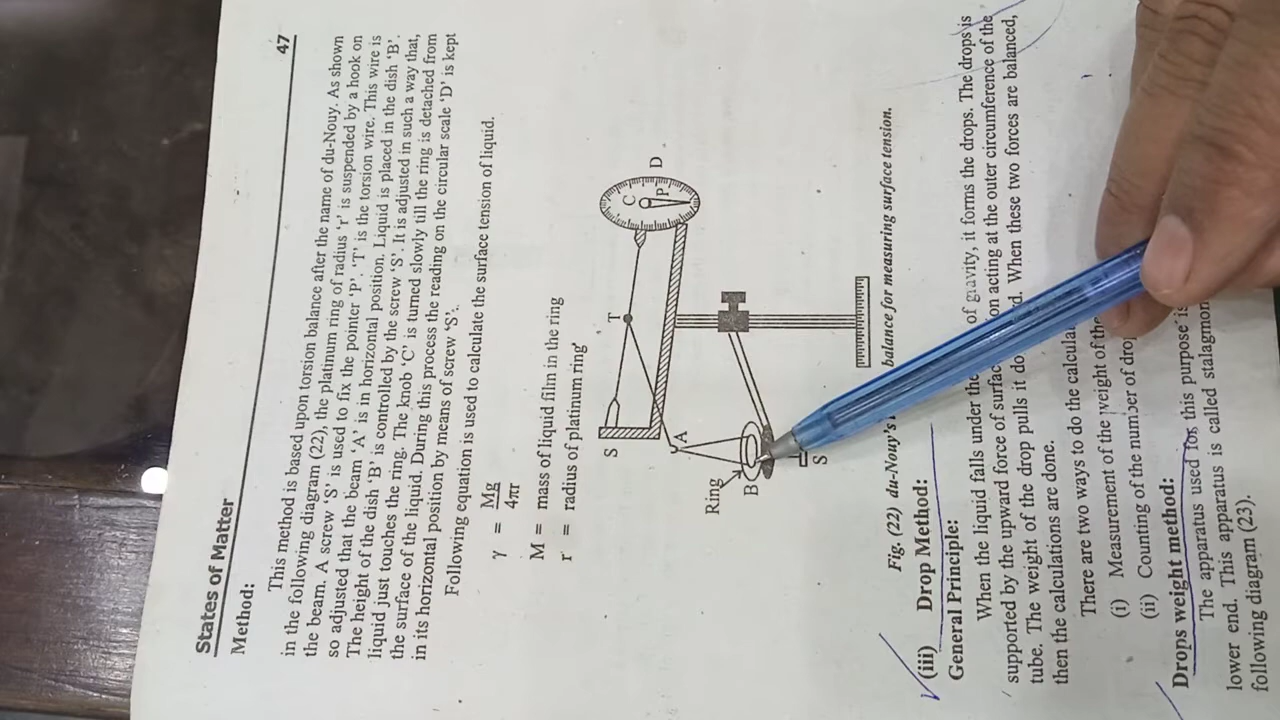 States of Matter 47
Method:
This method is based upon torsion balance after the name of du-Nouy. As shown
in the following diagram (22), the platinum ring of radius 'r' is suspended by a hook on
the beam. A screw 'S' is used to fix the pointer 'P'. 'T' is the torsion wire. This wire is
so adjusted that the beam 'A' is in horizontal position. Liquid is placed in the dish 'B'.
The height of the dish 'B' is controlled by the screw 'S'. It is adjusted in such a way that,
liquid just touches the ring. The knob 'C' is turned slowly till the ring is detached from
the surface of the liquid. During this process the reading on the circular scale 'D' is kept
in its horizontal position by means of screw 'S'.
Following equation is used to calculate the surface tension of liquid.
γ = Mg
4πr
M = mass of liquid film in the ring
r = radius of platinum ring
S T C P D
A
Ring
B
S
Fig. (22) du-Nouy's balance for measuring surface tension.
(iii) Drop Method:
General Principle:
When the liquid falls under the of gravity, it forms the drops. The drops is
supported by the upward force of surfac on acting at the outer circumference of the
tube. The weight of the drop pulls it do d. When these two forces are balanced,
then the calculations are done.
There are two ways to do the calcula
(i) Measurement of the weight of the
(ii) Counting of the number of drop
Drops weight method:
The apparatus used for this purpose is
lower end. This apparatus is called stalagmon
following diagram (23).